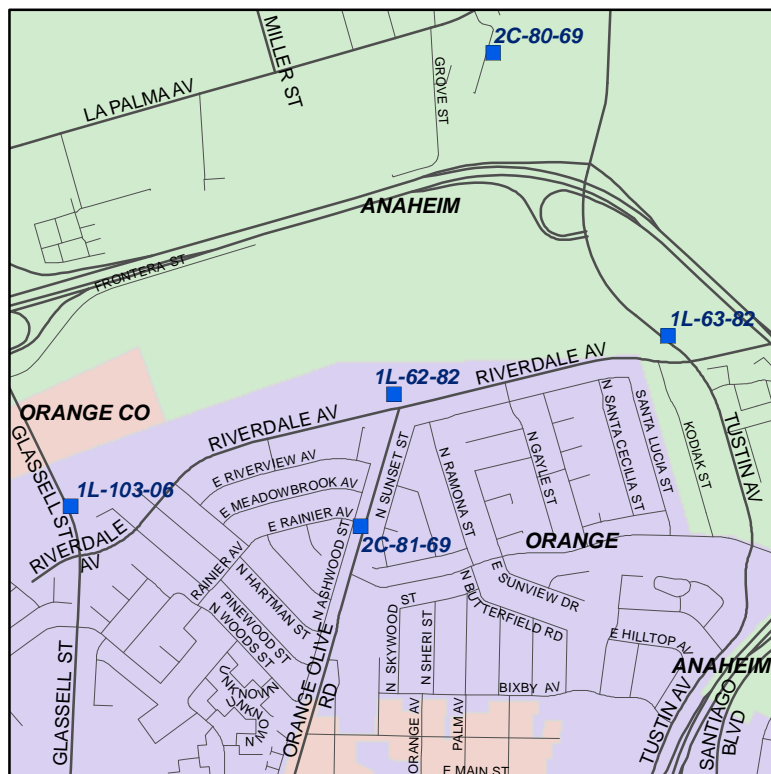 2C-80-69
MILLER ST
GROVE ST
LA PALMA AV
ANAHEIM
FRONTERA ST
1L-63-82
RIVERDALE AV
1L-62-82
ORANGE CO
RIVERDALE AV
GLASSELL ST
N SUNSET ST
N RAMONA ST
N GAYLE ST
N SANTA CECILIA ST
SANTA LUCIA ST
KODIAK ST
TUSTIN AV
E RIVERVIEW AV
E MEADOWBROOK AV
E RAINIER AV
1L-103-06
RIVERDALE
AV
2C-81-69
ORANGE
N ASHWOOD ST
RAINIER AV
N HARTMAN ST
PINEWOOD ST
N WOODS ST
E SUNVIEW DR
N BUTTERFIELD RD
N SKYWOOD
ST
N SHERI ST
E HILLTOP AV
ANAHEIM
UNKNOWN
UNKNOWN
BIXBY AV
GLASSELL ST
ORANGE OLIVE
RD
ORANGE AV
PALM AV
TUSTIN AV
SANTIAGO
BLVD
E MAIN ST